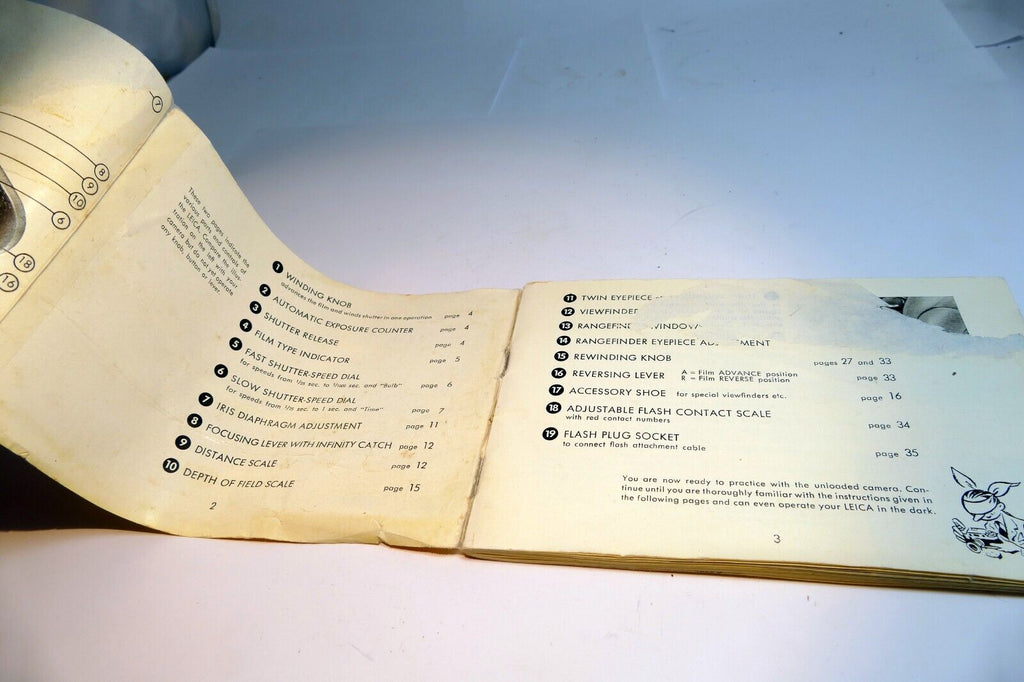 7
8
9
10
6
18
16
These two pages indicate the
various parts and controls of
the LEICA. Compare the illus-
tration on the left with your
camera but do not yet operate
any knob, button or lever.
1 WINDING KNOB
advances the film and winds shutter in one operation page 4
2 AUTOMATIC EXPOSURE COUNTER page 4
3 SHUTTER RELEASE page 4
4 FILM TYPE INDICATOR page 5
5 FAST SHUTTER-SPEED DIAL
for speeds from 1/25 sec. to 1/1000 sec. and "Bulb" page 6
6 SLOW SHUTTER-SPEED DIAL
for speeds from 1/25 sec. to 1 sec. and "Time" page 7
7 IRIS DIAPHRAGM ADJUSTMENT page 11
8 FOCUSING LEVER WITH INFINITY CATCH page 12
9 DISTANCE SCALE page 12
10 DEPTH OF FIELD SCALE page 15
2
11 TWIN EYEPIECE
12 VIEWFINDER
13
14 RANGEFINDER EYEPIECE
15 REWINDING KNOB pages 27 and 33
16 REVERSING LEVER A = Film ADVANCE position
R = Film REVERSE position page 33
17 ACCESSORY SHOE for special viewfinders etc. page 16
18 ADJUSTABLE FLASH CONTACT SCALE
with red contact numbers page 34
19 FLASH PLUG SOCKET
to connect flash attachment cable page 35
You are now ready to practice with the unloaded camera. Con-
tinue until you are thoroughly familiar with the instructions given in
the following pages and can even operate your LEICA in the dark.
3